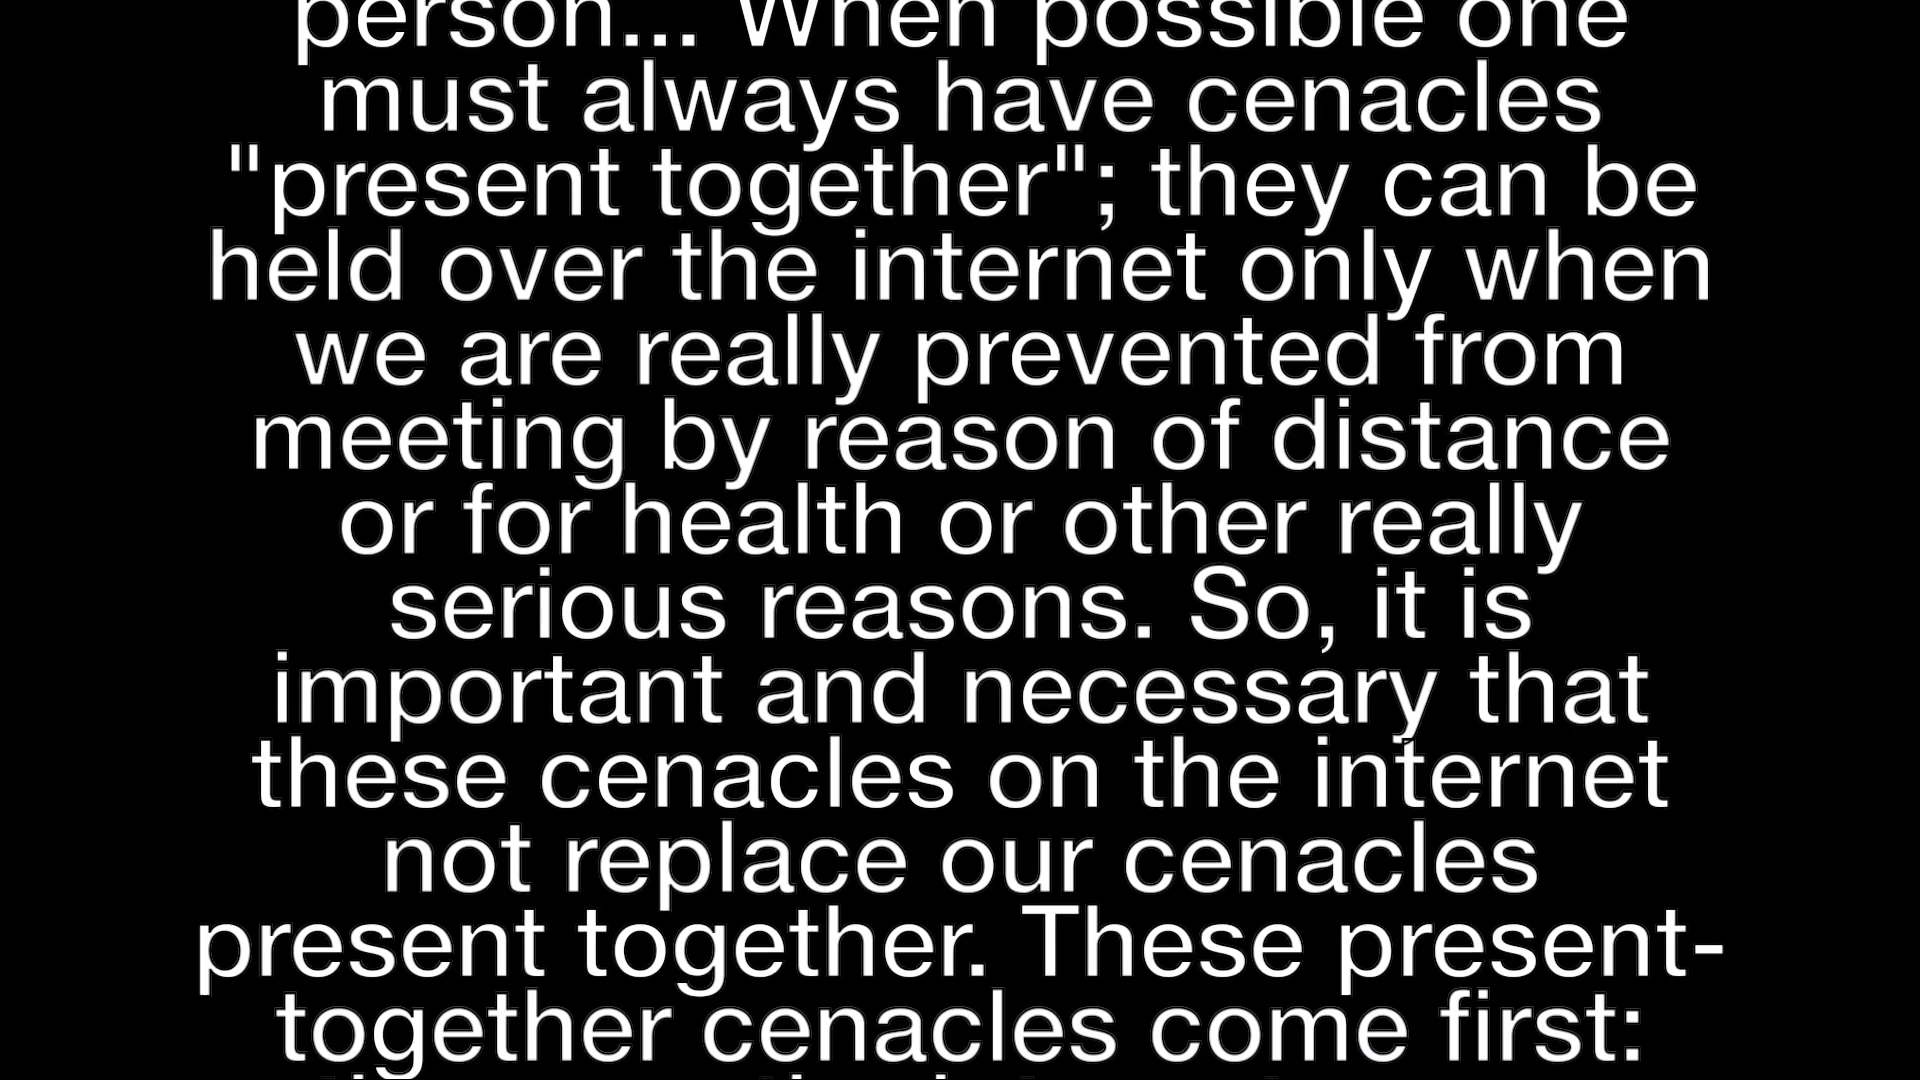 person... When possible one
must always have cenacles
"present together"; they can be
held over the internet only when
we are really prevented from
meeting by reason of distance
or for health or other really
serious reasons. So, it is
important and necessary that
these cenacles on the internet
not replace our cenacles
present together. These present-
together cenacles come first: